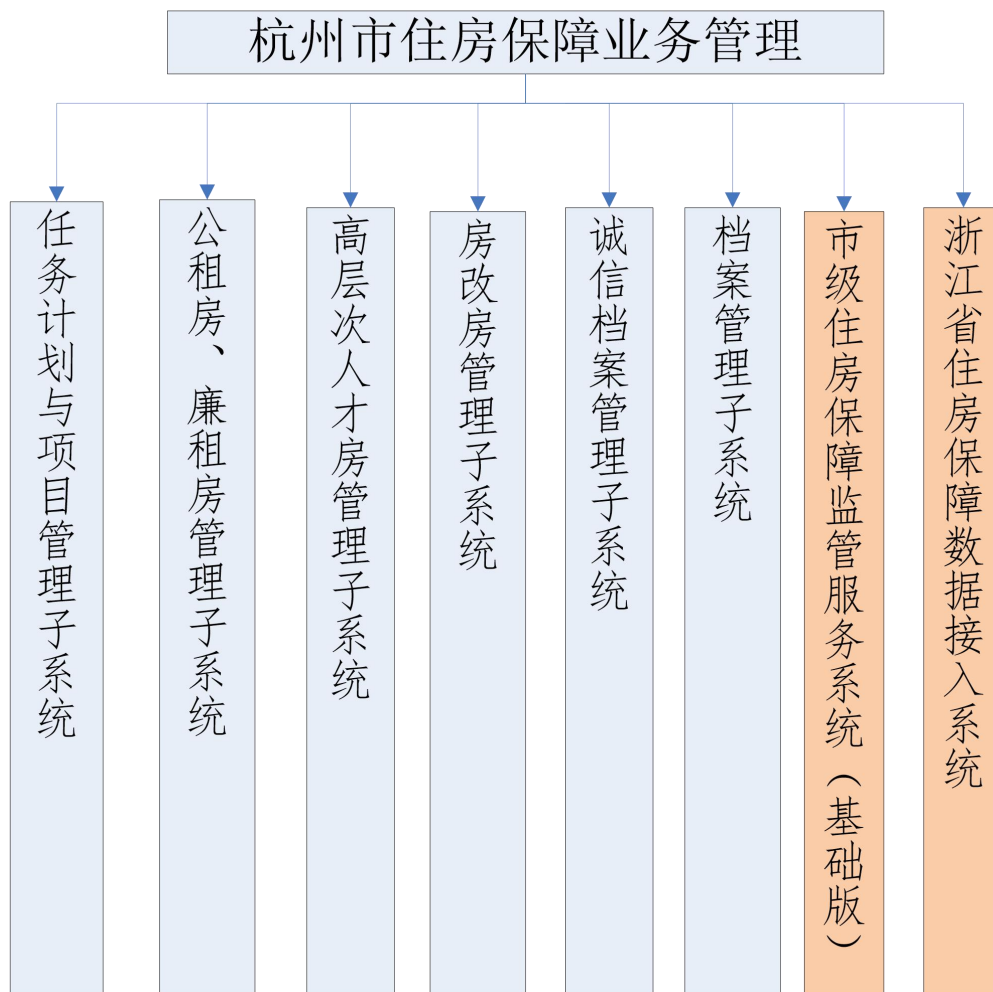 杭州市住房保障业务管理
任务计划与项目管理子系统
公租房、廉租房管理子系统
高层次人才房管理子系统
房改房管理子系统
诚信档案管理子系统
档案管理子系统
市级住房保障监管服务系统（基础版）
浙江省住房保障数据接入系统